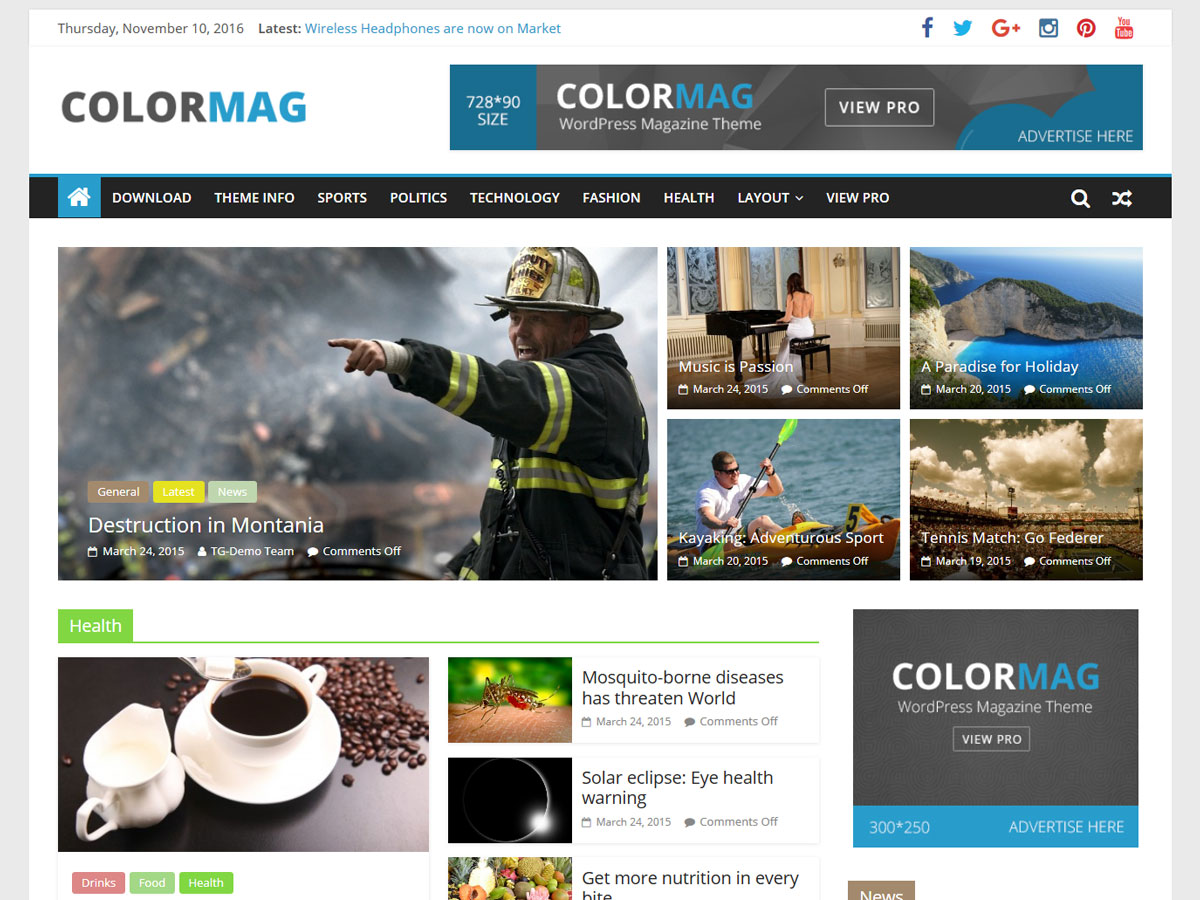 Thursday, November 10, 2016 Latest: Wireless Headphones are now on Market
You
Tube
COLORMAG
728*90
SIZE
COLORMAG
WordPress Magazine Theme
VIEW PRO
ADVERTISE HERE
DOWNLOAD THEME INFO SPORTS POLITICS TECHNOLOGY FASHION HEALTH LAYOUT VIEW PRO
DEPUTY
CHIEF
General Latest News
Destruction in Montania
March 24, 2015 TG-Demo Team Comments Off
Music is Passion
March 24, 2015 Comments Off
A Paradise for Holiday
March 20, 2015 Comments Off
5
Kayaking: Adventurous Sport
March 20, 2015 Comments Off
Tennis Match: Go Federer
March 19, 2015 Comments Off
Health
Drinks Food Health
Mosquito-borne diseases
has threaten World
March 24, 2015 Comments Off
Solar eclipse: Eye health
warning
March 24, 2015 Comments Off
Get more nutrition in every
bite
COLORMAG
WordPress Magazine Theme
VIEW PRO
300*250 ADVERTISE HERE
News